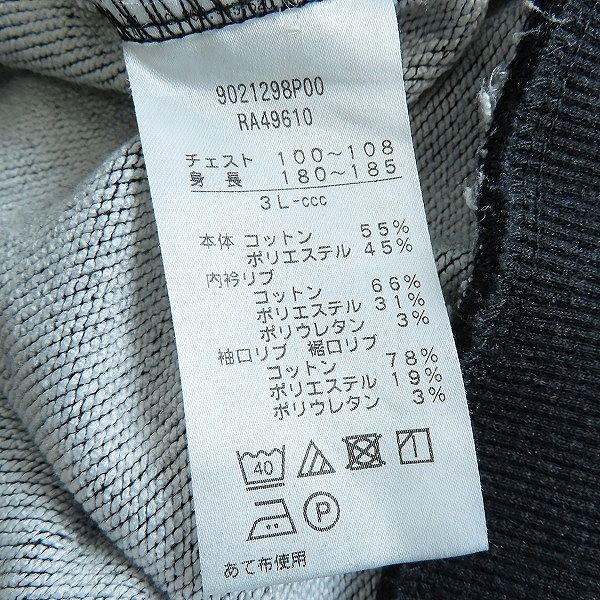 9021298P00
RA49610
チェスト 100～108
身長 180～185
3L-ccc
本体 コットン 55%
ポリエステル 45%
内衿リブ
コットン 66%
ポリエステル 31%
ポリウレタン 3%
袖口リブ 裾口リブ
コットン 78%
ポリエステル 19%
ポリウレタン 3%
40
1
P
あて布使用